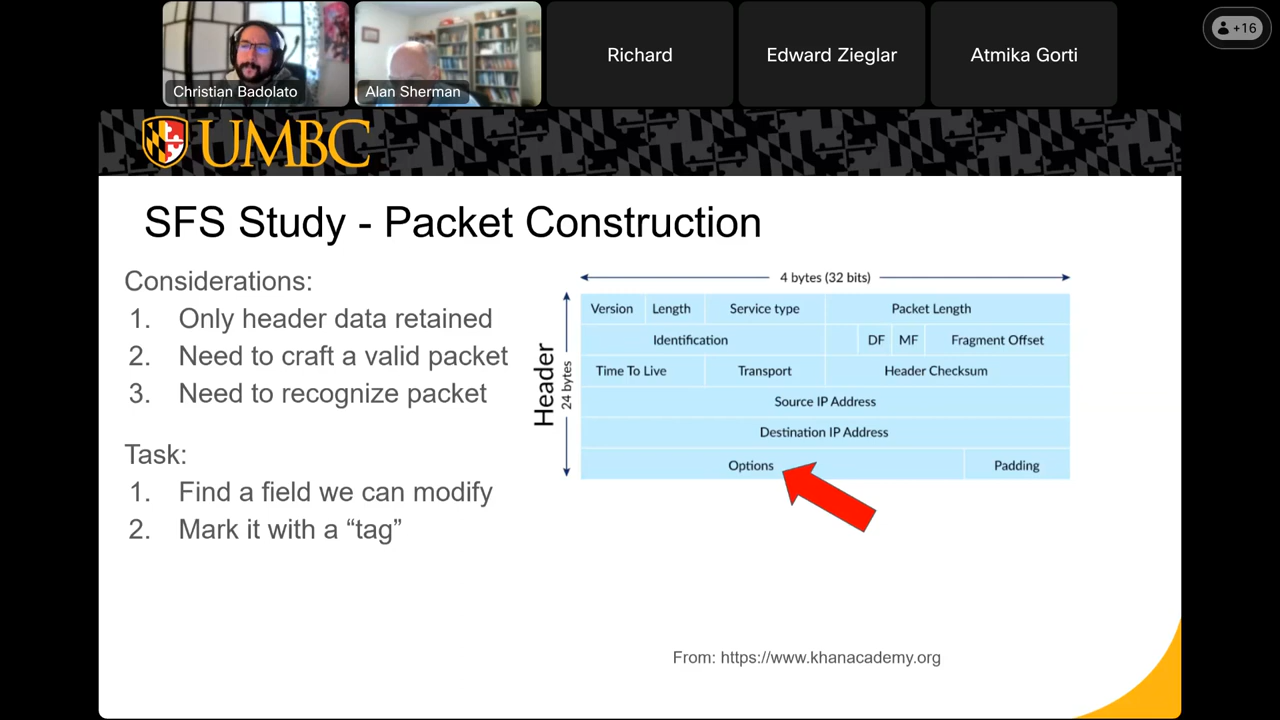 Christian Badolato
Alan Sherman
Richard
Edward Zieglar
Atmika Gorti
+16
UMBC
SFS Study - Packet Construction
Considerations:
1. Only header data retained
2. Need to craft a valid packet
3. Need to recognize packet
Task:
1. Find a field we can modify
2. Mark it with a “tag”
4 bytes (32 bits)
Header
24 bytes
Version Length Service type Packet Length
Identification DF MF Fragment Offset
Time To Live Transport Header Checksum
Source IP Address
Destination IP Address
Options Padding
From: https://www.khanacademy.org